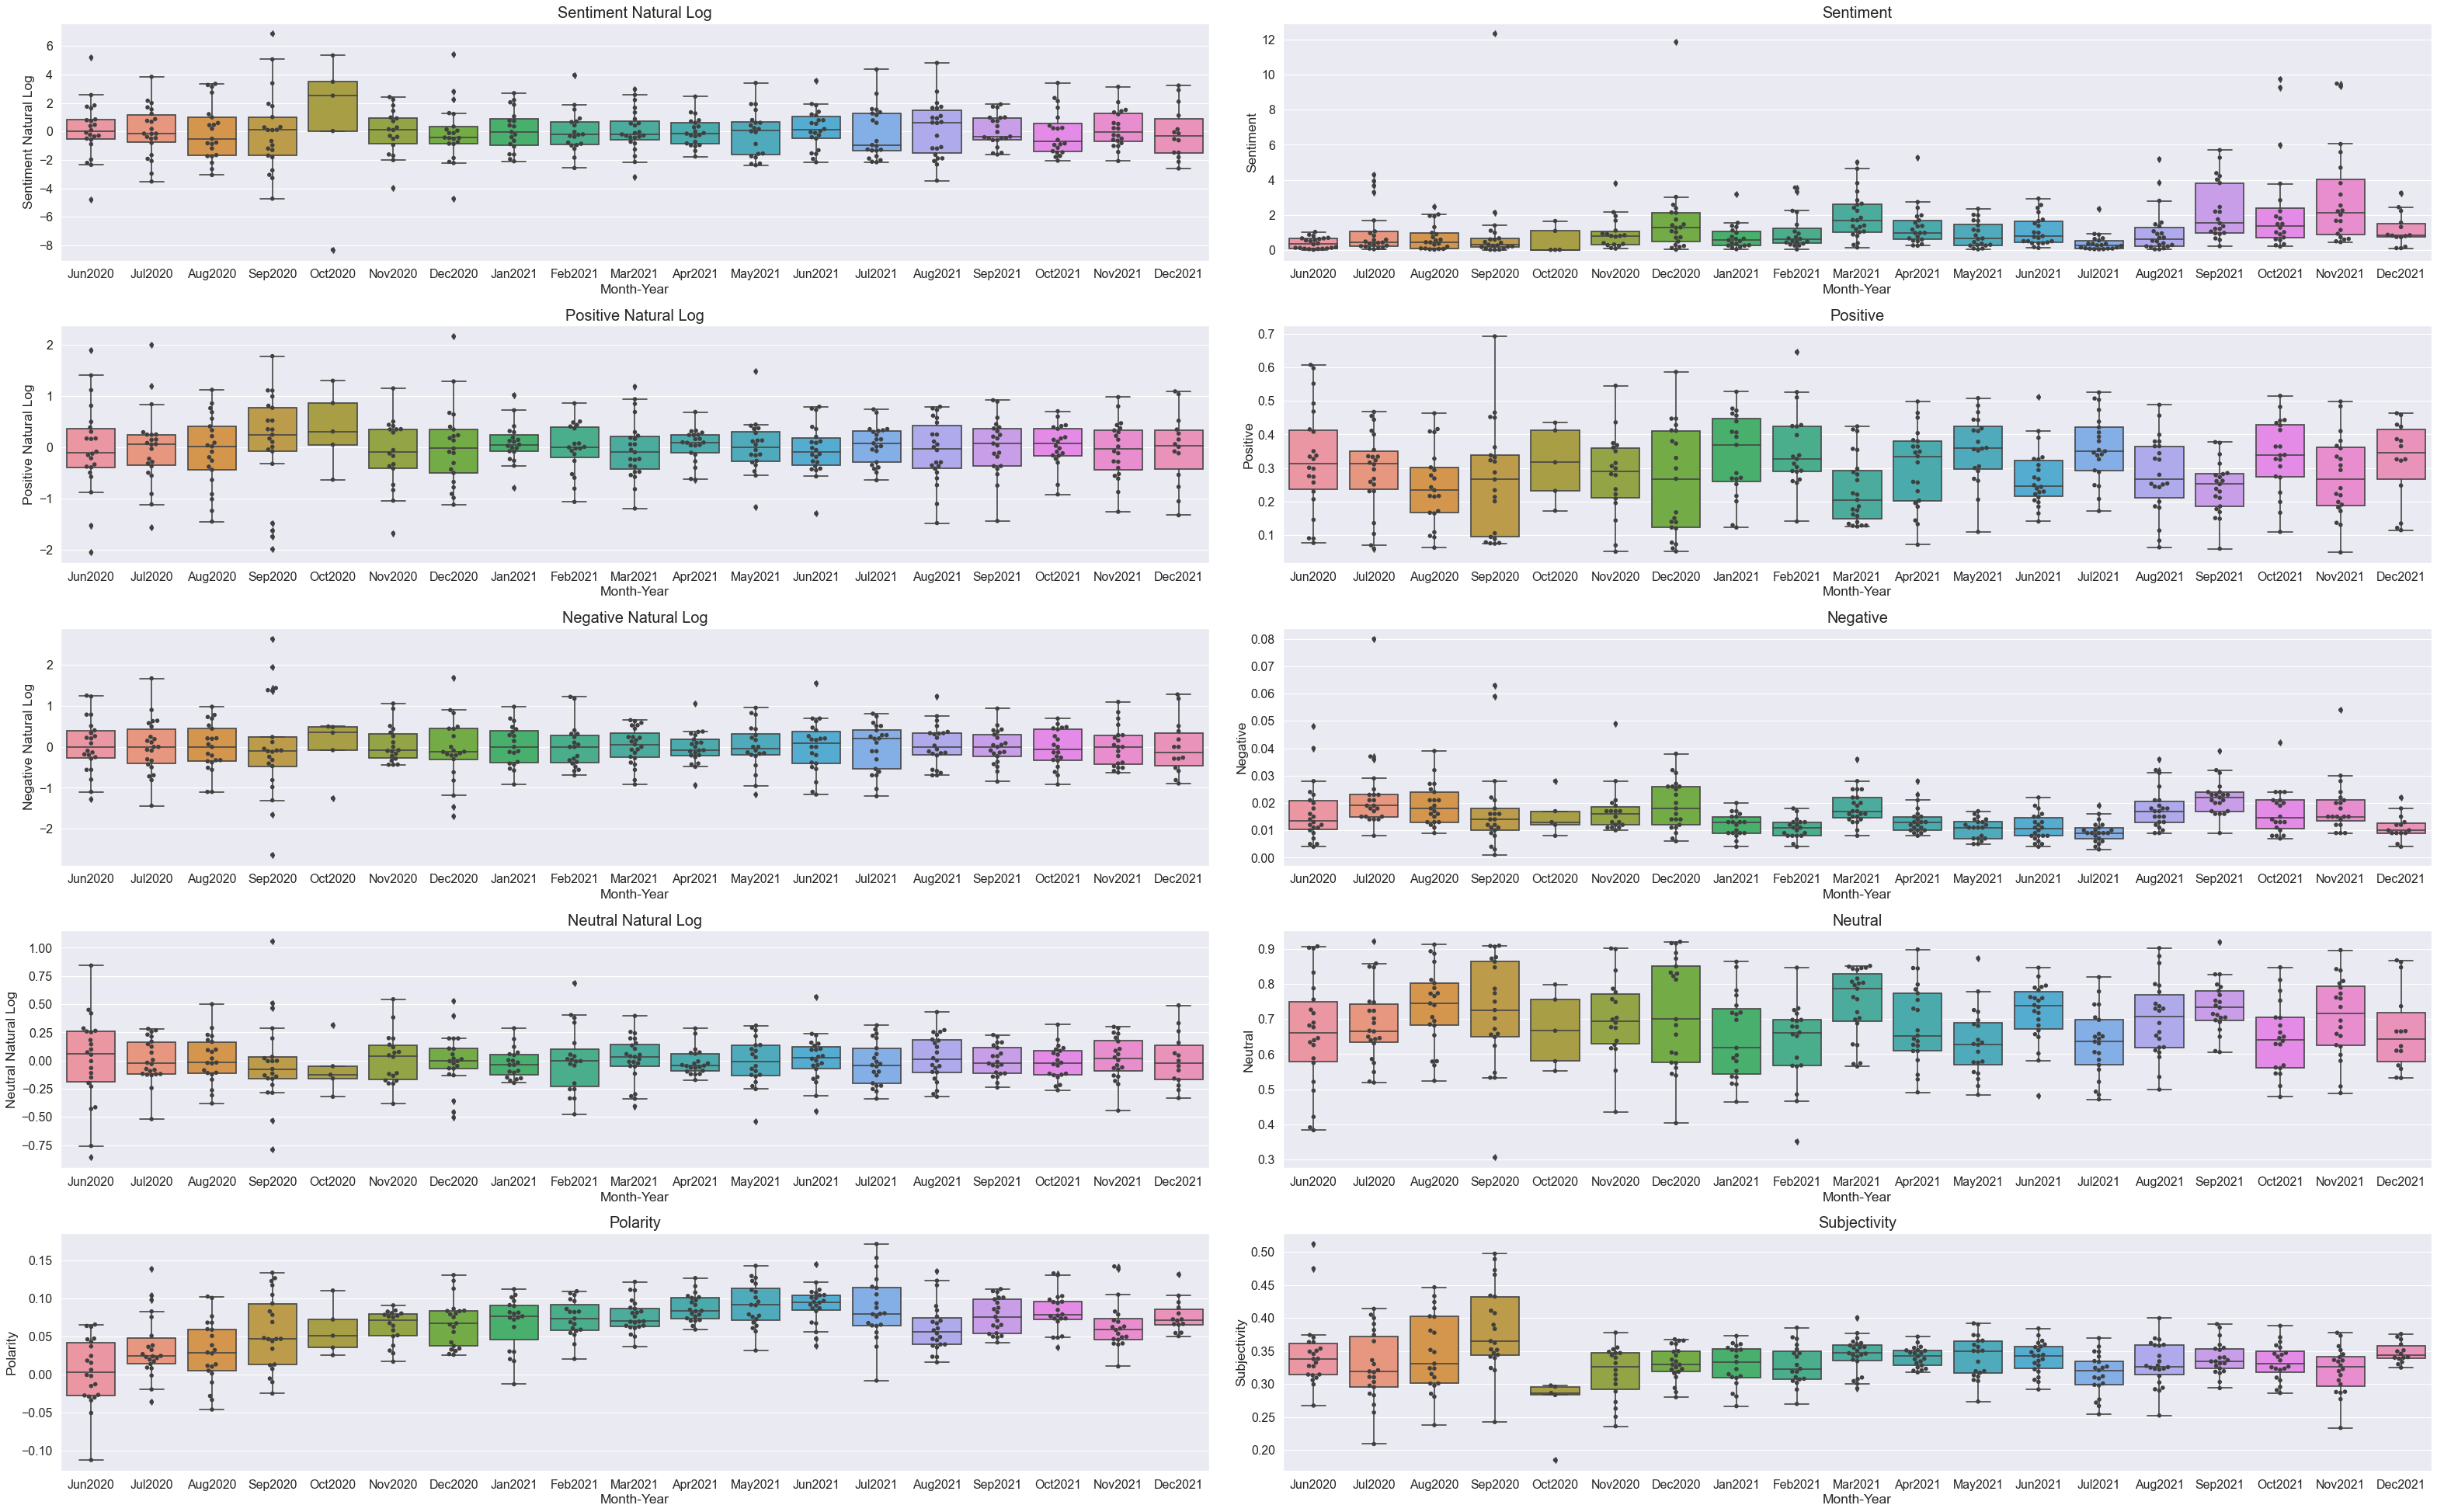 Sentiment Natural Log
Sentiment Natural Log
6
4
2
0
−2
−4
−6
−8
Jun2020 Jul2020 Aug2020 Sep2020 Oct2020 Nov2020 Dec2020 Jan2021 Feb2021 Mar2021 Apr2021 May2021 Jun2021 Jul2021 Aug2021 Sep2021 Oct2021 Nov2021 Dec2021
Month-Year
Sentiment
Sentiment
12
10
8
6
4
2
0
Jun2020 Jul2020 Aug2020 Sep2020 Oct2020 Nov2020 Dec2020 Jan2021 Feb2021 Mar2021 Apr2021 May2021 Jun2021 Jul2021 Aug2021 Sep2021 Oct2021 Nov2021 Dec2021
Month-Year
Positive Natural Log
Positive Natural Log
2
1
0
−1
−2
Jun2020 Jul2020 Aug2020 Sep2020 Oct2020 Nov2020 Dec2020 Jan2021 Feb2021 Mar2021 Apr2021 May2021 Jun2021 Jul2021 Aug2021 Sep2021 Oct2021 Nov2021 Dec2021
Month-Year
Positive
Positive
0.7
0.6
0.5
0.4
0.3
0.2
0.1
Jun2020 Jul2020 Aug2020 Sep2020 Oct2020 Nov2020 Dec2020 Jan2021 Feb2021 Mar2021 Apr2021 May2021 Jun2021 Jul2021 Aug2021 Sep2021 Oct2021 Nov2021 Dec2021
Month-Year
Negative Natural Log
Negative Natural Log
2
1
0
−1
−2
Jun2020 Jul2020 Aug2020 Sep2020 Oct2020 Nov2020 Dec2020 Jan2021 Feb2021 Mar2021 Apr2021 May2021 Jun2021 Jul2021 Aug2021 Sep2021 Oct2021 Nov2021 Dec2021
Month-Year
Negative
Negative
0.08
0.07
0.06
0.05
0.04
0.03
0.02
0.01
0.00
Jun2020 Jul2020 Aug2020 Sep2020 Oct2020 Nov2020 Dec2020 Jan2021 Feb2021 Mar2021 Apr2021 May2021 Jun2021 Jul2021 Aug2021 Sep2021 Oct2021 Nov2021 Dec2021
Month-Year
Neutral Natural Log
Neutral Natural Log
1.00
0.75
0.50
0.25
0.00
−0.25
−0.50
−0.75
Jun2020 Jul2020 Aug2020 Sep2020 Oct2020 Nov2020 Dec2020 Jan2021 Feb2021 Mar2021 Apr2021 May2021 Jun2021 Jul2021 Aug2021 Sep2021 Oct2021 Nov2021 Dec2021
Month-Year
Neutral
Neutral
0.9
0.8
0.7
0.6
0.5
0.4
0.3
Jun2020 Jul2020 Aug2020 Sep2020 Oct2020 Nov2020 Dec2020 Jan2021 Feb2021 Mar2021 Apr2021 May2021 Jun2021 Jul2021 Aug2021 Sep2021 Oct2021 Nov2021 Dec2021
Month-Year
Polarity
Polarity
0.15
0.10
0.05
0.00
−0.05
−0.10
Jun2020 Jul2020 Aug2020 Sep2020 Oct2020 Nov2020 Dec2020 Jan2021 Feb2021 Mar2021 Apr2021 May2021 Jun2021 Jul2021 Aug2021 Sep2021 Oct2021 Nov2021 Dec2021
Month-Year
Subjectivity
Subjectivity
0.50
0.45
0.40
0.35
0.30
0.25
0.20
Jun2020 Jul2020 Aug2020 Sep2020 Oct2020 Nov2020 Dec2020 Jan2021 Feb2021 Mar2021 Apr2021 May2021 Jun2021 Jul2021 Aug2021 Sep2021 Oct2021 Nov2021 Dec2021
Month-Year